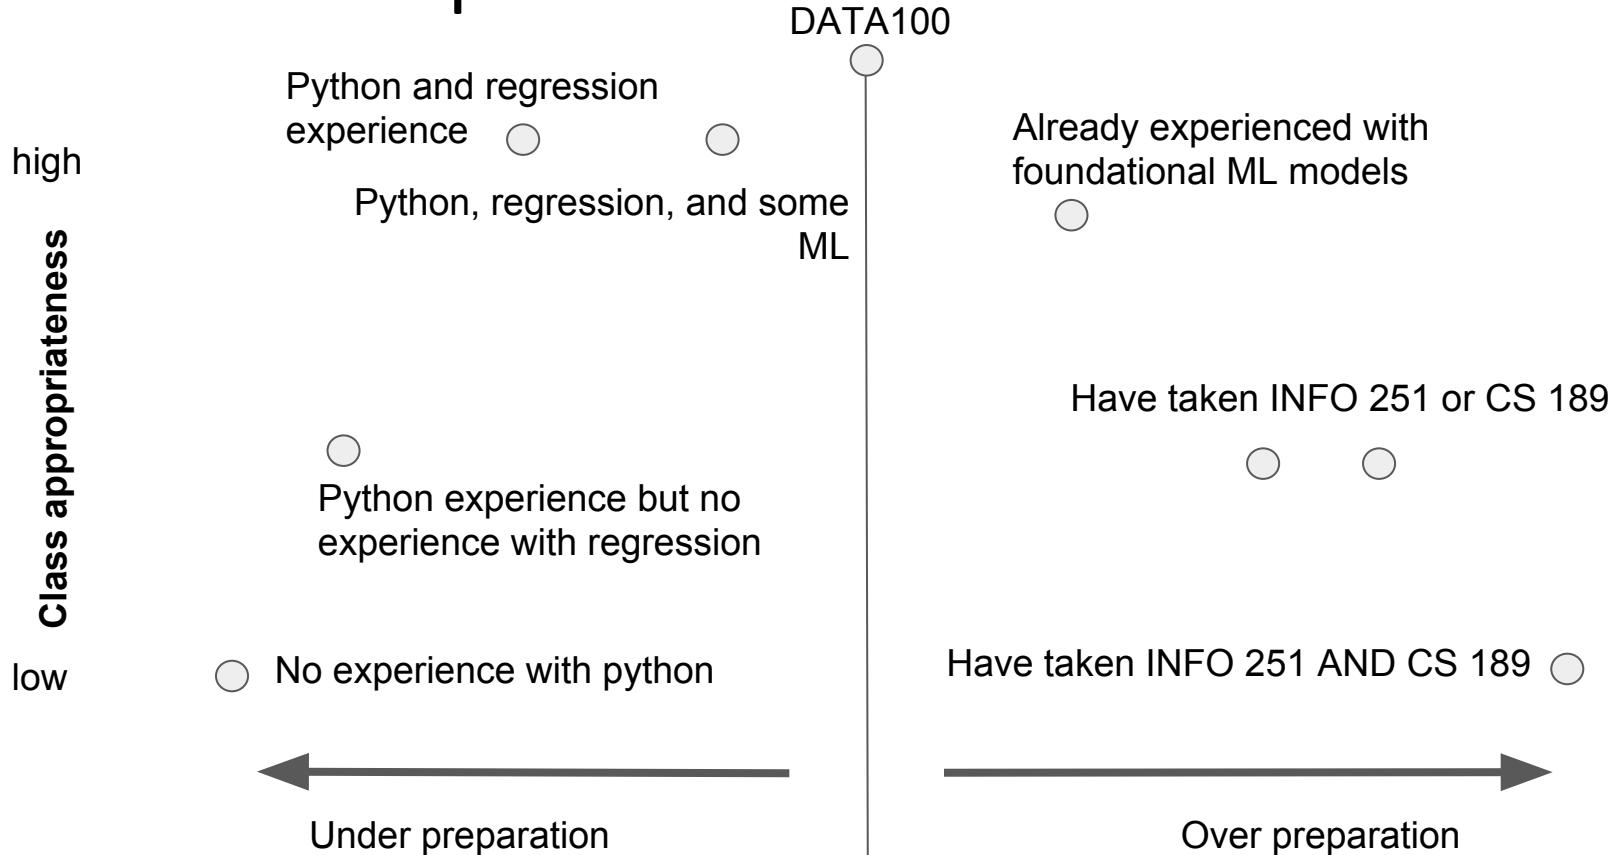 DATA100
Python and regression
experience
high
Already experienced with
foundational ML models
Python, regression, and some
ML
Class appropriateness
Have taken INFO 251 or CS 189
Python experience but no
experience with regression
low
No experience with python
Have taken INFO 251 AND CS 189
Under preparation
Over preparation